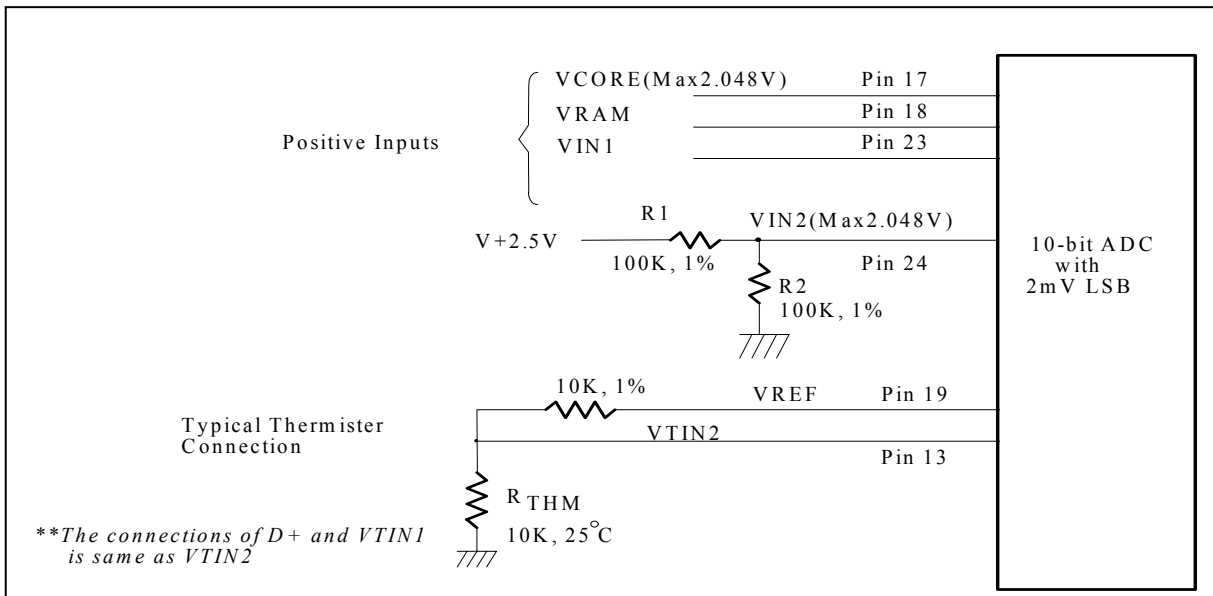 VCORE(Max2.048V)
Pin 17
VRAM
Pin 18
Positive Inputs
VIN1
Pin 23
R1
VIN2(Max2.048V)
V+2.5V
100K, 1%
Pin 24
R2
100K, 1%
10-bit ADC
with
2mV LSB
10K, 1%
VREF
Pin 19
Typical Thermister
Connection
VTIN2
Pin 13
R THM
10K, 25°C
**The connections of D+ and VTIN1
is same as VTIN2